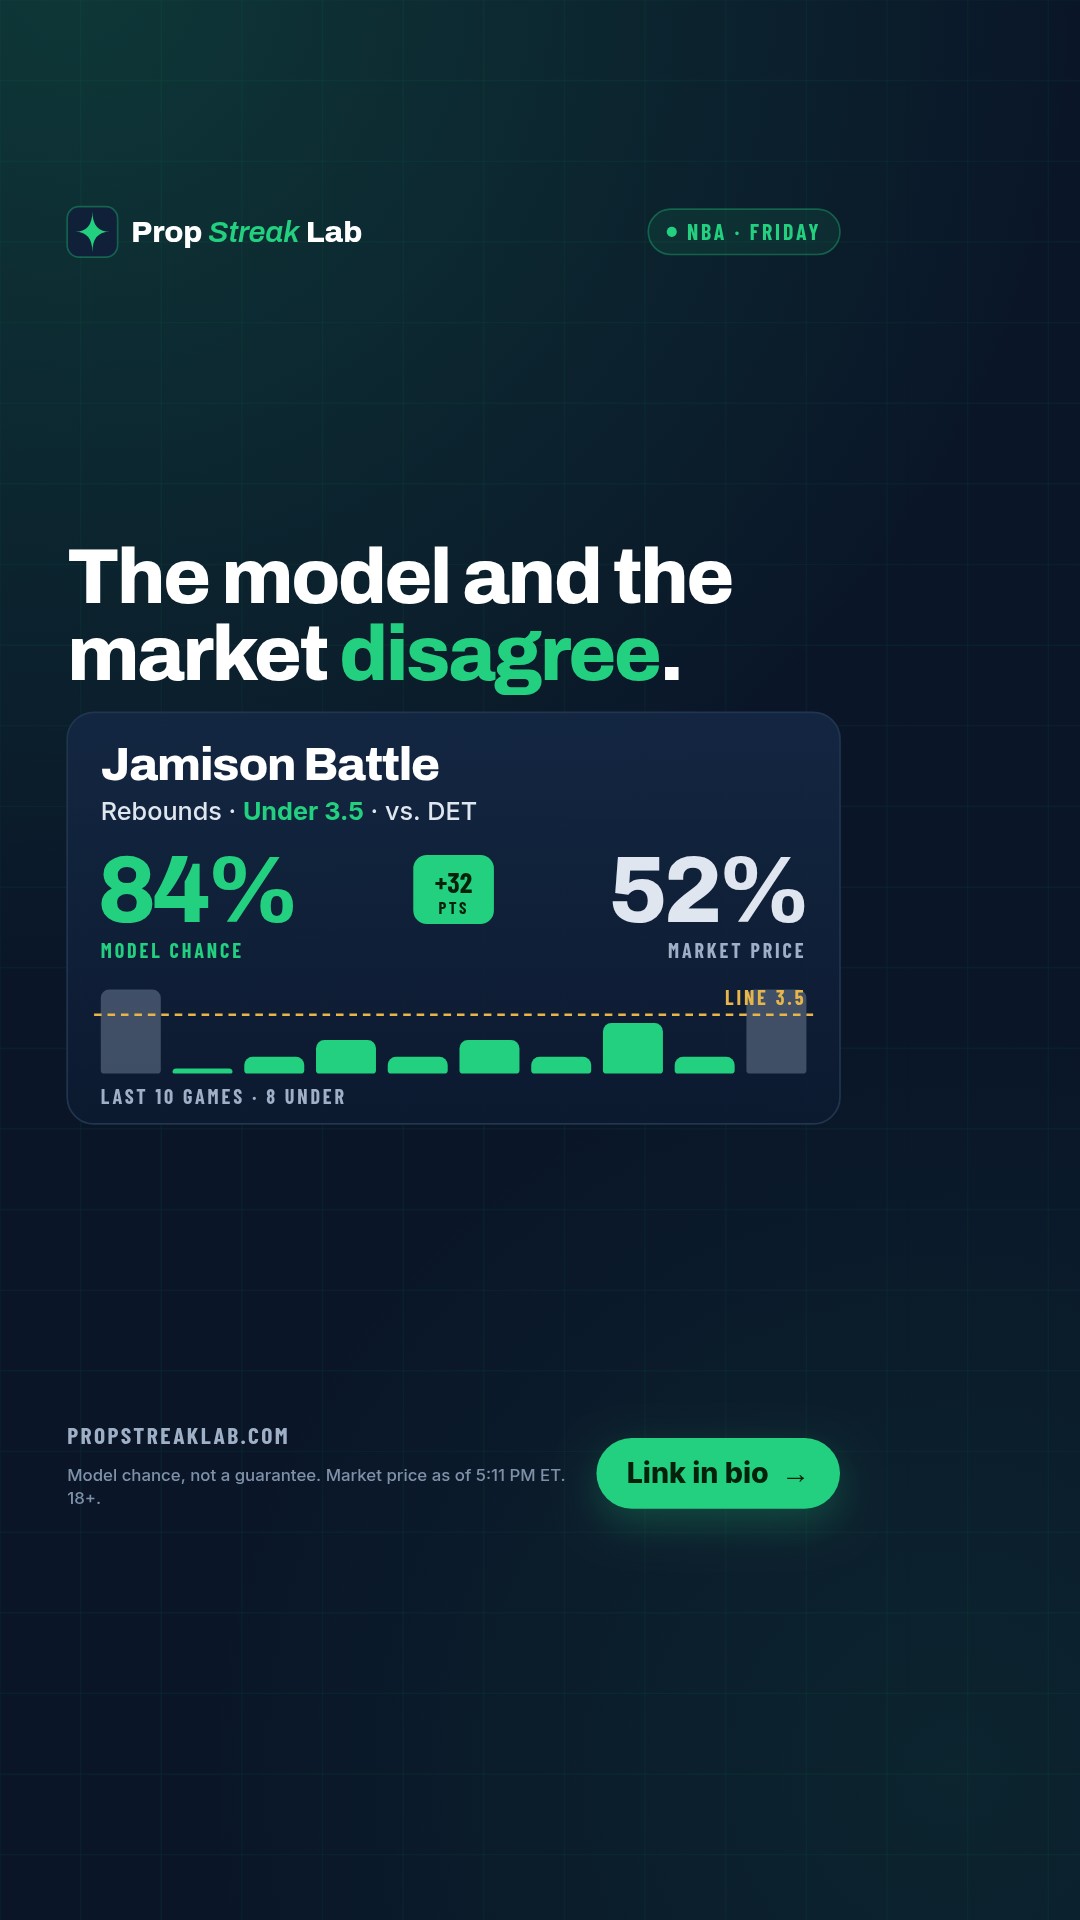 Prop Streak Lab
NBA · FRIDAY
The model and the
market disagree.
Jamison Battle
Rebounds · Under 3.5 · vs. DET
84%
+32
PTS
52%
MODEL CHANCE
MARKET PRICE
LINE 3.5
LAST 10 GAMES · 8 UNDER
PROPSTREAKLAB.COM
Model chance, not a guarantee. Market price as of 5:11 PM ET.
18+.
Link in bio →